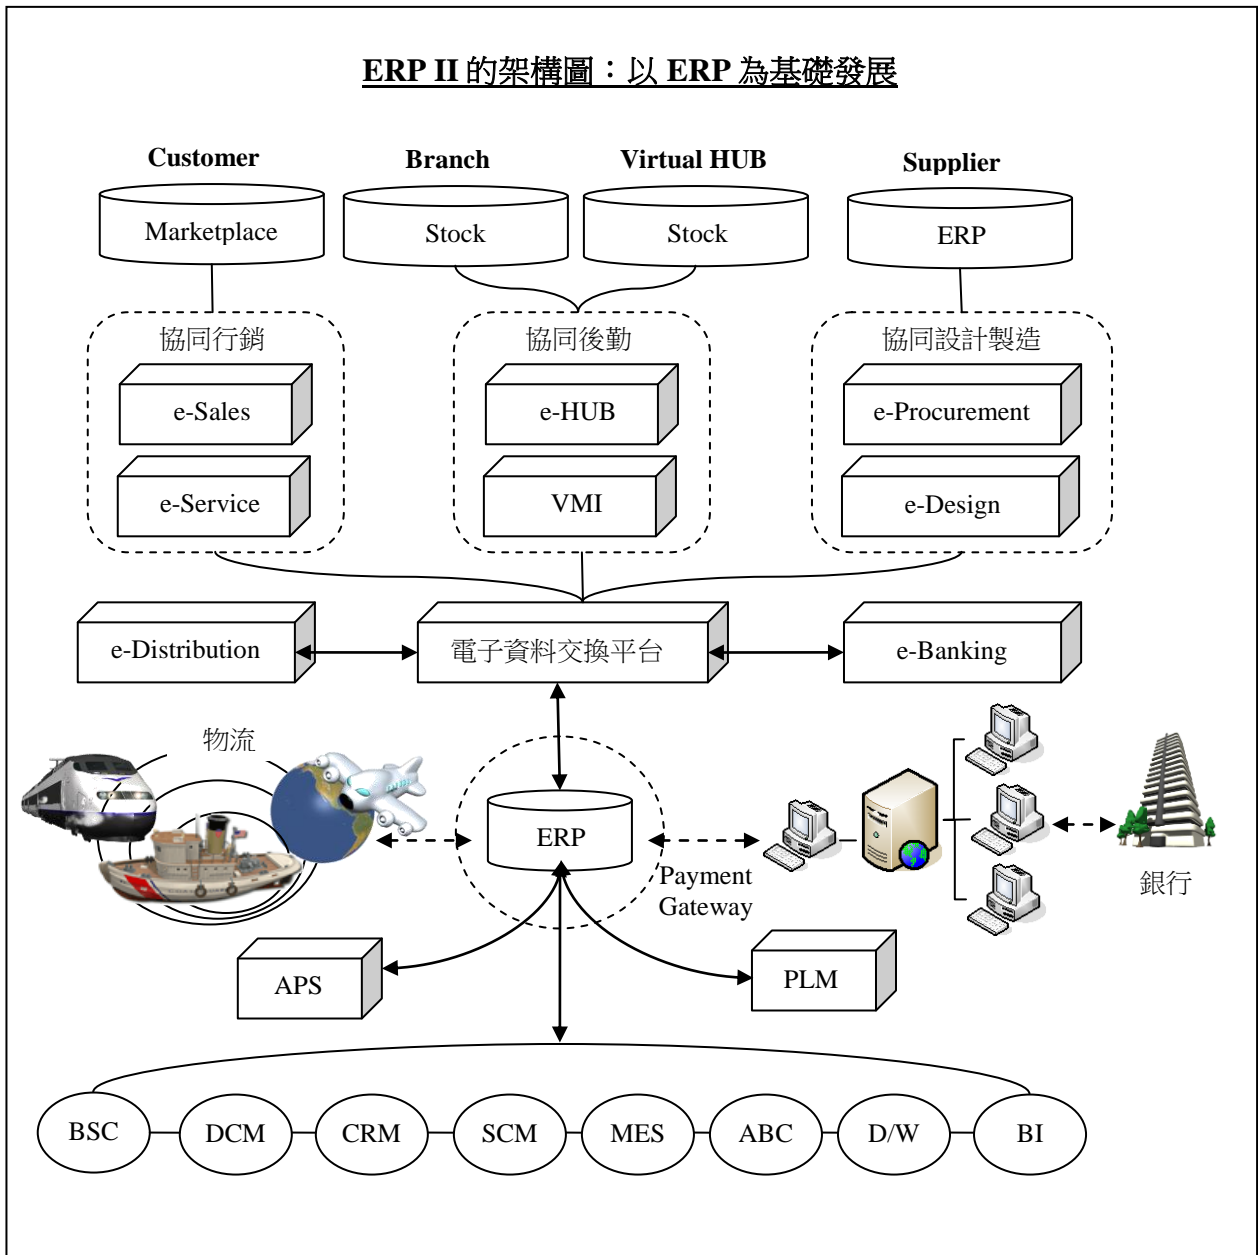 ERP II 的架構圖：以 ERP 為基礎發展
Customer
Branch
Virtual HUB
Supplier
Marketplace
Stock
Stock
ERP
協同行銷
協同後勤
協同設計製造
e-Sales
e-HUB
e-Procurement
e-Service
VMI
e-Design
e-Distribution
電子資料交換平台
e-Banking
物流
ERP
Payment
Gateway
銀行
APS
PLM
BSC
DCM
CRM
SCM
MES
ABC
D/W
BI